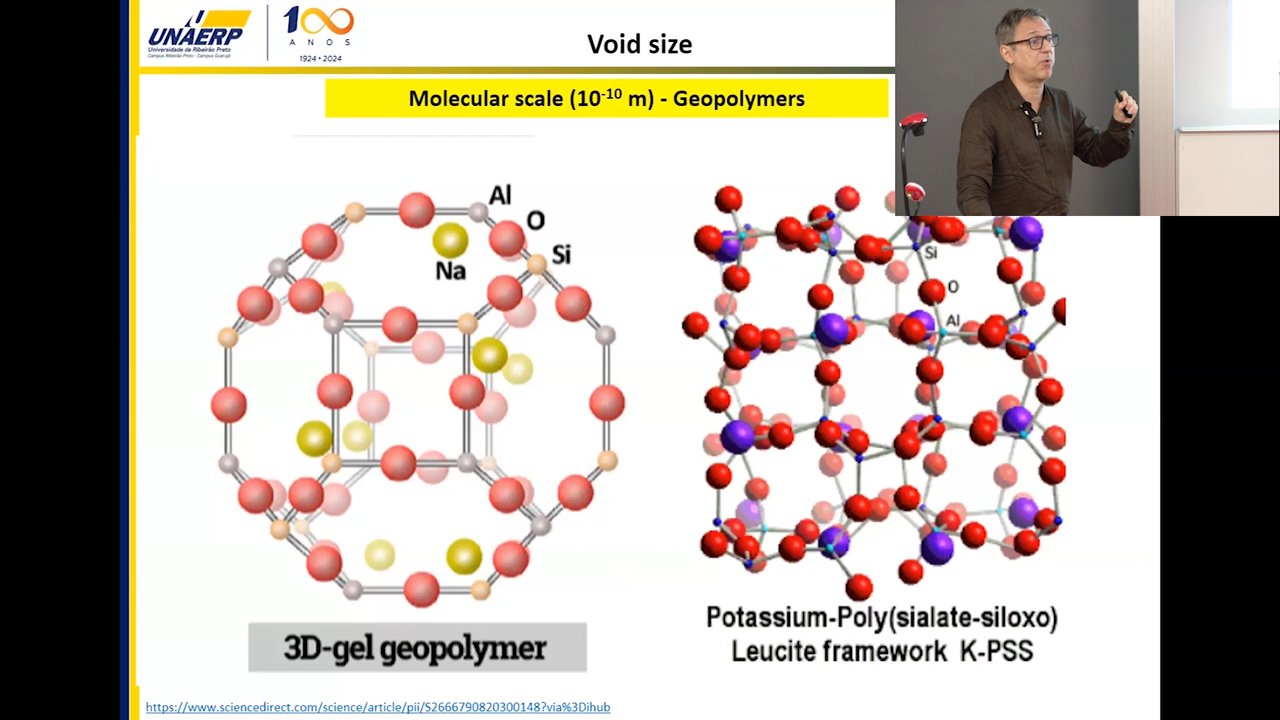 UNAERP
Universidade de Ribeirão Preto
Campus Ribeirão Preto - Campus Guarujá
100
ANOS
1924 • 2024
Void size
Molecular scale (10-10 m) - Geopolymers
Al
O
Si
Na
Si
O
Al
3D-gel geopolymer
Potassium-Poly(sialate-siloxo)
Leucite framework K-PSS
https://www.sciencedirect.com/science/article/pii/S2666790820300148?via%3Dihub